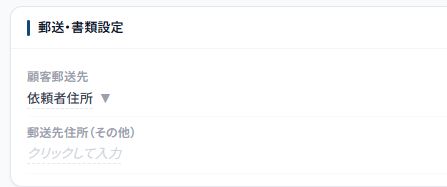 郵送・書類設定
顧客郵送先
依頼者住所 ▼
郵送先住所（その他）
クリックして入力